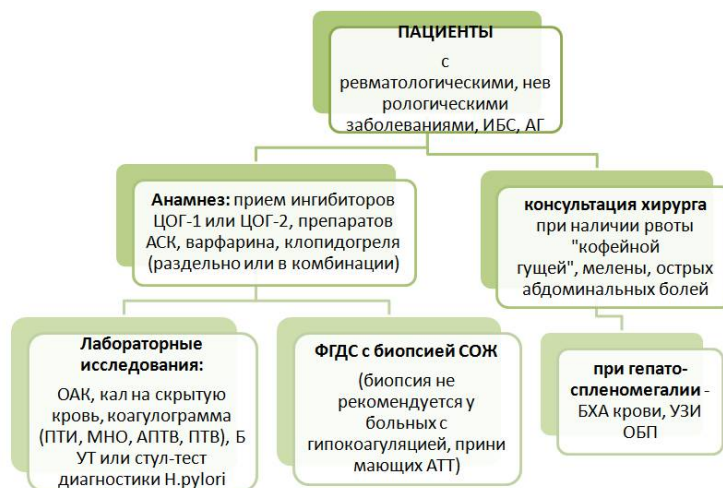 ПАЦИЕНТЫ
с
ревматологическими, нев
рологическими
заболеваниями, ИБС, АГ
Анамнез: прием ингибиторов
ЦОГ-1 или ЦОГ-2, препаратов
АСК, варфарина, клопидогреля
(раздельно или в комбинации)
консультация хирурга
при наличии рвоты
"кофейной
гущей", мелены, острых
абдоминальных болей
Лабораторные
исследования:
ОАК, кал на скрытую
кровь, коагулограмма
(ПТИ, МНО, АПТВ, ПТВ), Б
УТ или стул-тест
диагностики H.pylori
ФГДС с биопсией СОЖ
(биопсия не
рекомендуется у
больных с
гипокоагуляцией, прини
мающих АТТ)
при гепато-
спленомегалии -
БХА крови, УЗИ
ОБП